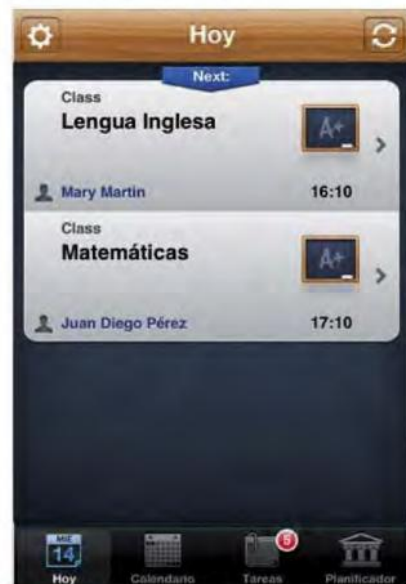 Hoy
Next:
Class
Lengua Inglesa
A+
Mary Martin
16:10
Class
Matemáticas
A+
Juan Diego Pérez
17:10
MIE
14
5
Hoy
Calendario
Tareas
Planificador